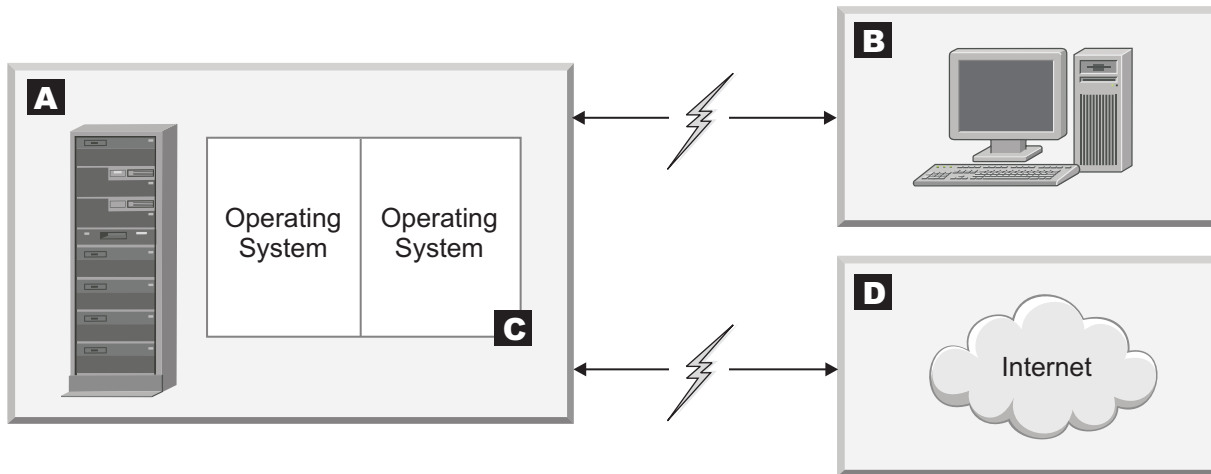 A
Operating
System
Operating
System
C
B
D
Internet